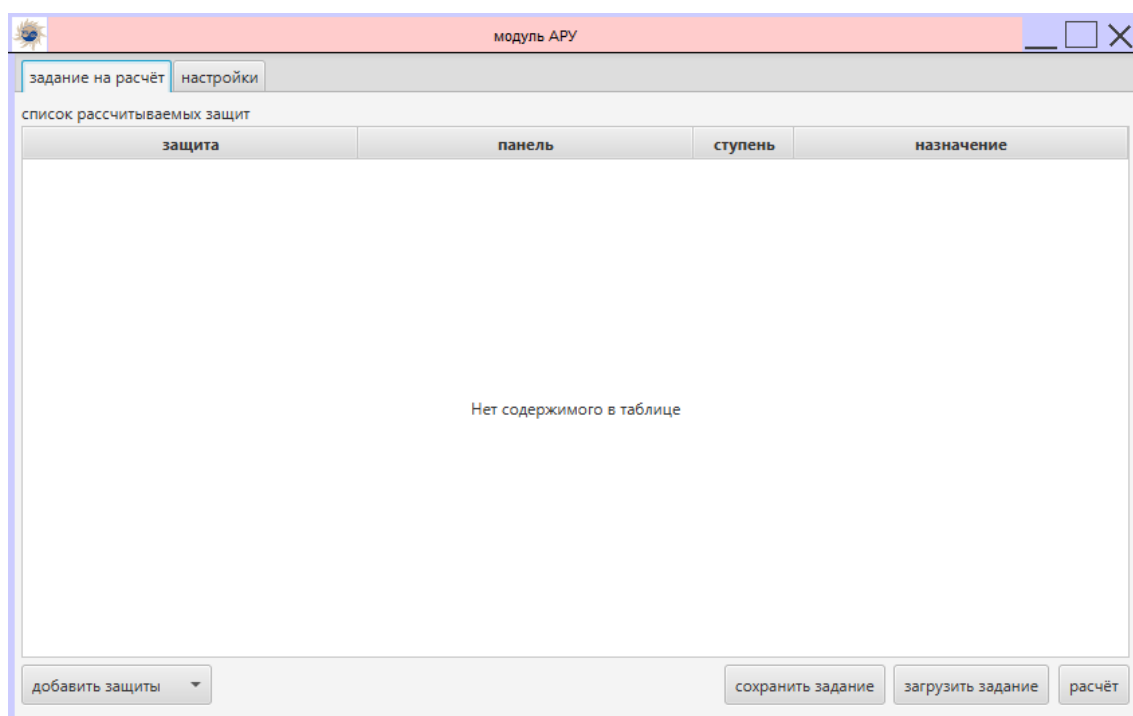 модуль АРУ
задание на расчёт настройки
список рассчитываемых защит
защита панель ступень назначение
Нет содержимого в таблице
добавить защиты сохранить задание загрузить задание расчёт